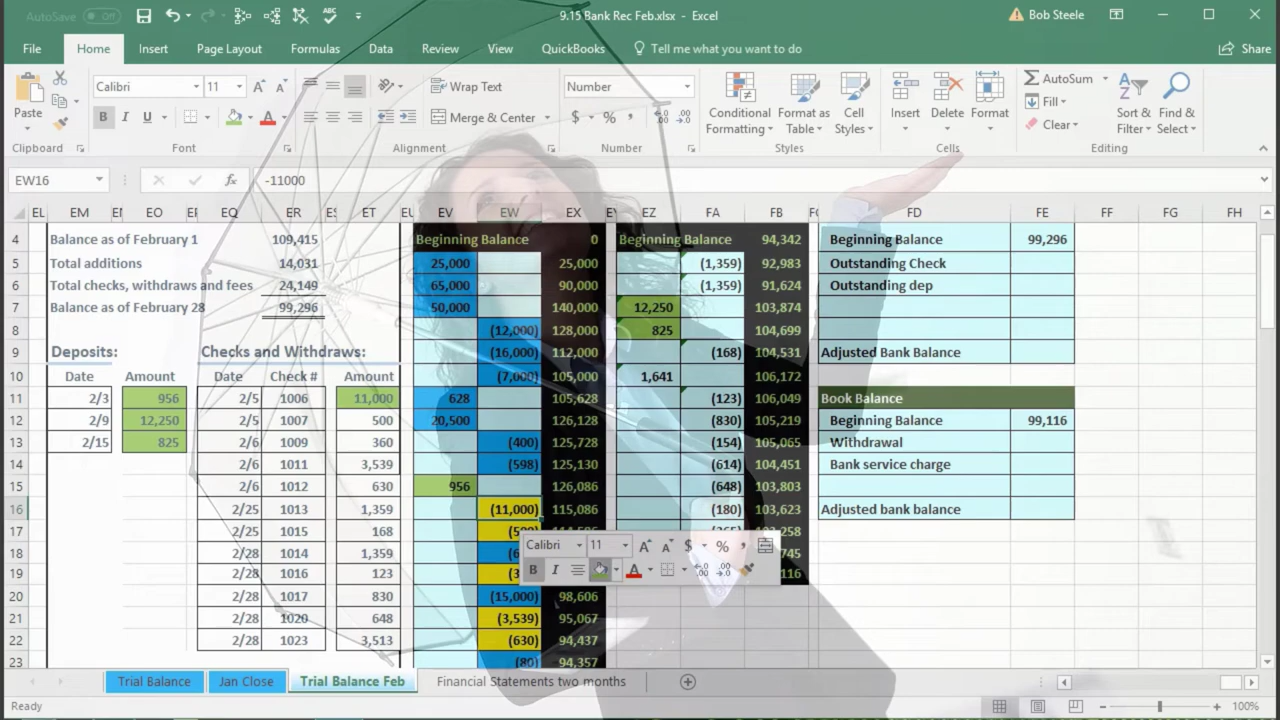 AutoSave Off 9.15 Bank Rec Feb.xlsx - Excel Bob Steele
File Home Insert Page Layout Formulas Data Review View QuickBooks Tell me what you want to do Share
Calibri 11 Wrap Text Number AutoSum
Paste Merge & Center Conditional Formatting Format as Table Cell Styles Insert Delete Format Fill Clear Sort & Filter Find & Select
Clipboard Font Alignment Number Styles Cells Editing
EW16 fx -11000
EL EM EO EQ ER ET EU EV EW EX EZ FA FB FD FE FF FG FH
4 Balance as of February 1 109,415 Beginning Balance 0 Beginning Balance 94,342 Beginning Balance 99,296
5 Total additions 14,031 25,000 25,000 (1,359) 92,983 Outstanding Check
6 Total checks, withdraws and fees 24,149 65,000 90,000 (1,359) 91,624 Outstanding dep
7 Balance as of February 28 99,296 50,000 140,000 12,250 103,874
8 (12,000) 128,000 825 104,699
9 Deposits: Checks and Withdraws: (16,000) 112,000 (168) 104,531 Adjusted Bank Balance
10 Date Amount Date Check # Amount (7,000) 105,000 1,641 106,172
11 2/3 956 2/5 1006 11,000 628 105,628 (123) 106,049 Book Balance
12 2/9 12,250 2/5 1007 500 20,500 126,128 (830) 105,219 Beginning Balance 99,116
13 2/15 825 2/6 1009 360 (400) 125,728 (154) 105,065 Withdrawal
14 2/6 1011 3,539 (598) 125,130 (614) 104,451 Bank service charge
15 2/6 1012 630 956 126,086 (648) 103,803
16 2/25 1013 1,359 (11,000) 115,086 (180) 103,623 Adjusted bank balance
17 2/25 1015 168
18 2/28 1014 1,359 745
19 2/28 1016 123 116
Calibri 11 $ % ,
B I A
20 2/28 1017 830 (15,000) 98,606
21 2/28 1020 648 (3,539) 95,067
22 2/28 1023 3,513 (630) 94,437
23 (80) 94,357
Trial Balance Jan Close Trial Balance Feb Financial Statements two months
Ready 100%